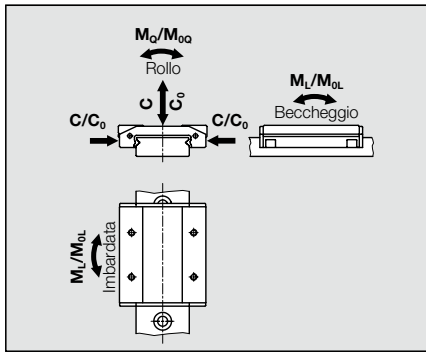 M_Q/M_0Q
Rollo
C
C_0
C/C_0
C/C_0
M_L/M_0L
Beccheggio
M_L/M_0L
Imbardata